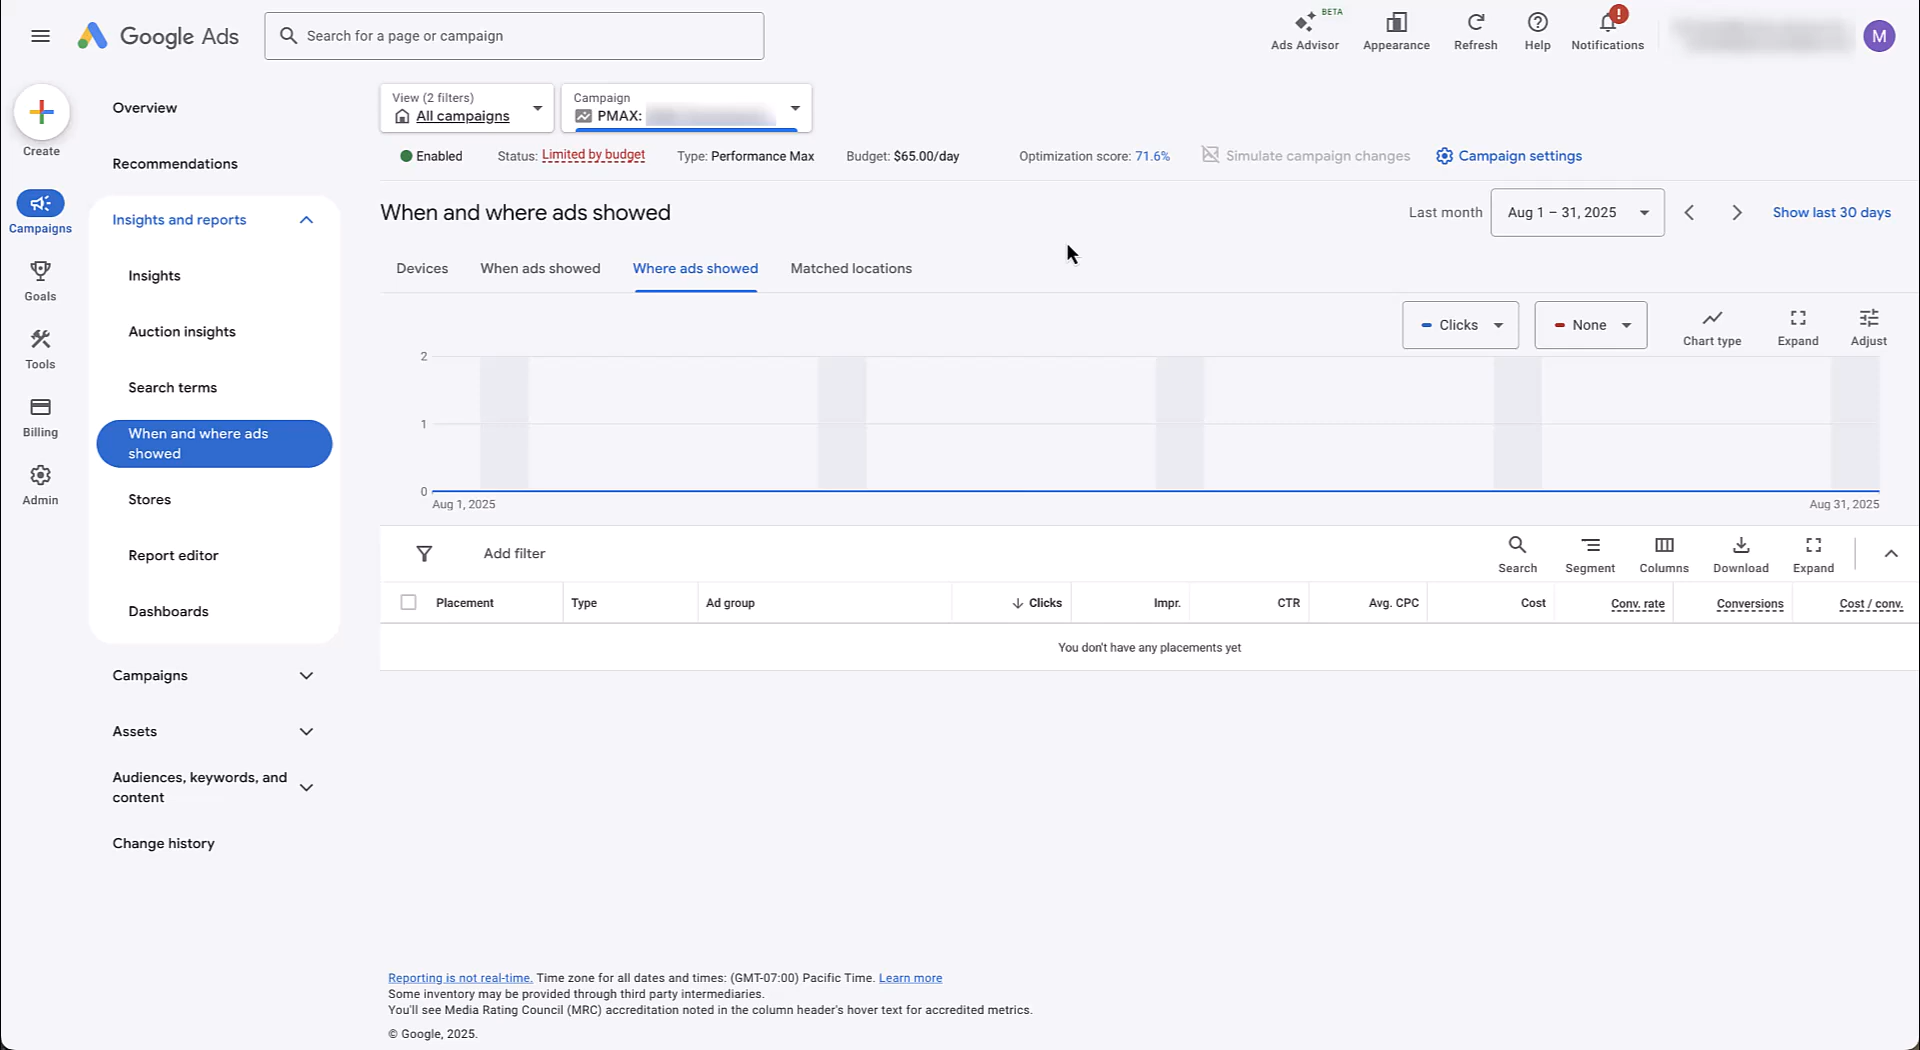 Google Ads
Search for a page or campaign
BETA
Ads Advisor
Appearance
Refresh
Help
!
Notifications
M
Create
Campaigns
Goals
Tools
Billing
Admin
Overview
Recommendations
Insights and reports
Insights
Auction insights
Search terms
When and where ads
showed
Stores
Report editor
Dashboards
Campaigns
Assets
Audiences, keywords, and
content
Change history
View (2 filters)
All campaigns
Campaign
PMAX:
Enabled
Status: Limited by budget
Type: Performance Max
Budget: $65.00/day
Optimization score: 71.6%
Simulate campaign changes
Campaign settings
When and where ads showed
Last month
Aug 1 – 31, 2025
Show last 30 days
Devices
When ads showed
Where ads showed
Matched locations
Clicks
None
Chart type
Expand
Adjust
2
1
0
Aug 1, 2025
Aug 31, 2025
Add filter
Search
Segment
Columns
Download
Expand
Placement
Type
Ad group
Clicks
Impr.
CTR
Avg. CPC
Cost
Conv. rate
Conversions
Cost / conv.
You don't have any placements yet
Reporting is not real-time. Time zone for all dates and times: (GMT-07:00) Pacific Time. Learn more
Some inventory may be provided through third party intermediaries.
You'll see Media Rating Council (MRC) accreditation noted in the column header's hover text for accredited metrics.
© Google, 2025.